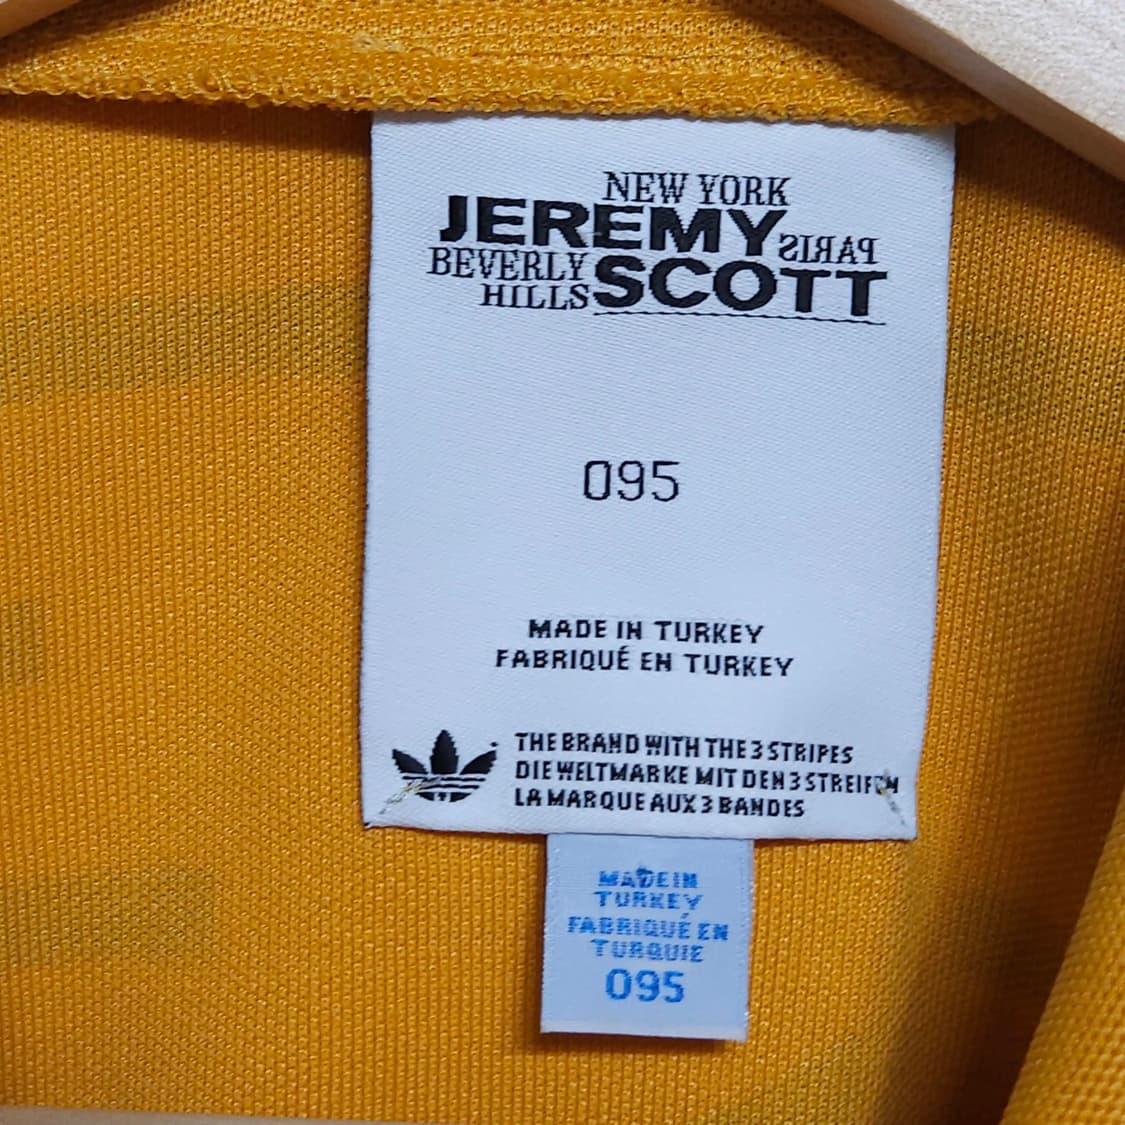 NEW YORK
JEREMY PARIS
BEVERLY HILLS SCOTT
095
MADE IN TURKEY
FABRIQUÉ EN TURKEY
THE BRAND WITH THE 3 STRIPES
DIE WELTMARKE MIT DEN 3 STREIFEN
LA MARQUE AUX 3 BANDES
MADE IN
TURKEY
FABRIQUÉ EN
TURQUIE
095